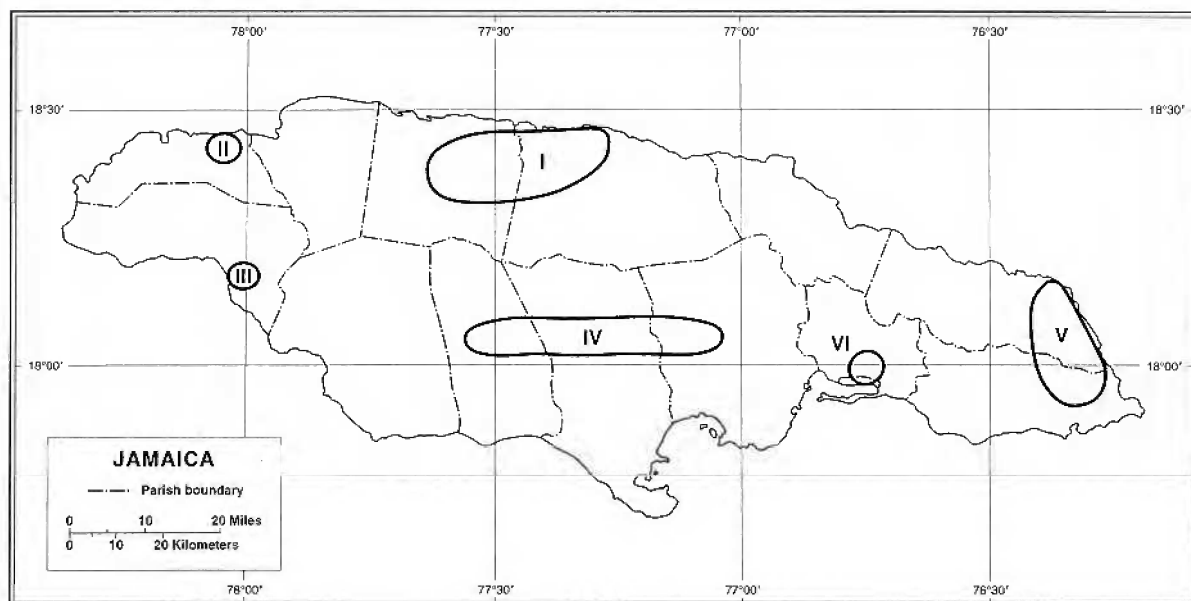 78°00' 77°30' 77°00' 76°30'
18°30' 18°30'
II
I
III
IV
V
VI
18°00' 18°00'
JAMAICA
Parish boundary
0 10 20 Miles
0 10 20 Kilometers
78°00' 77°30' 77°00' 76°30'